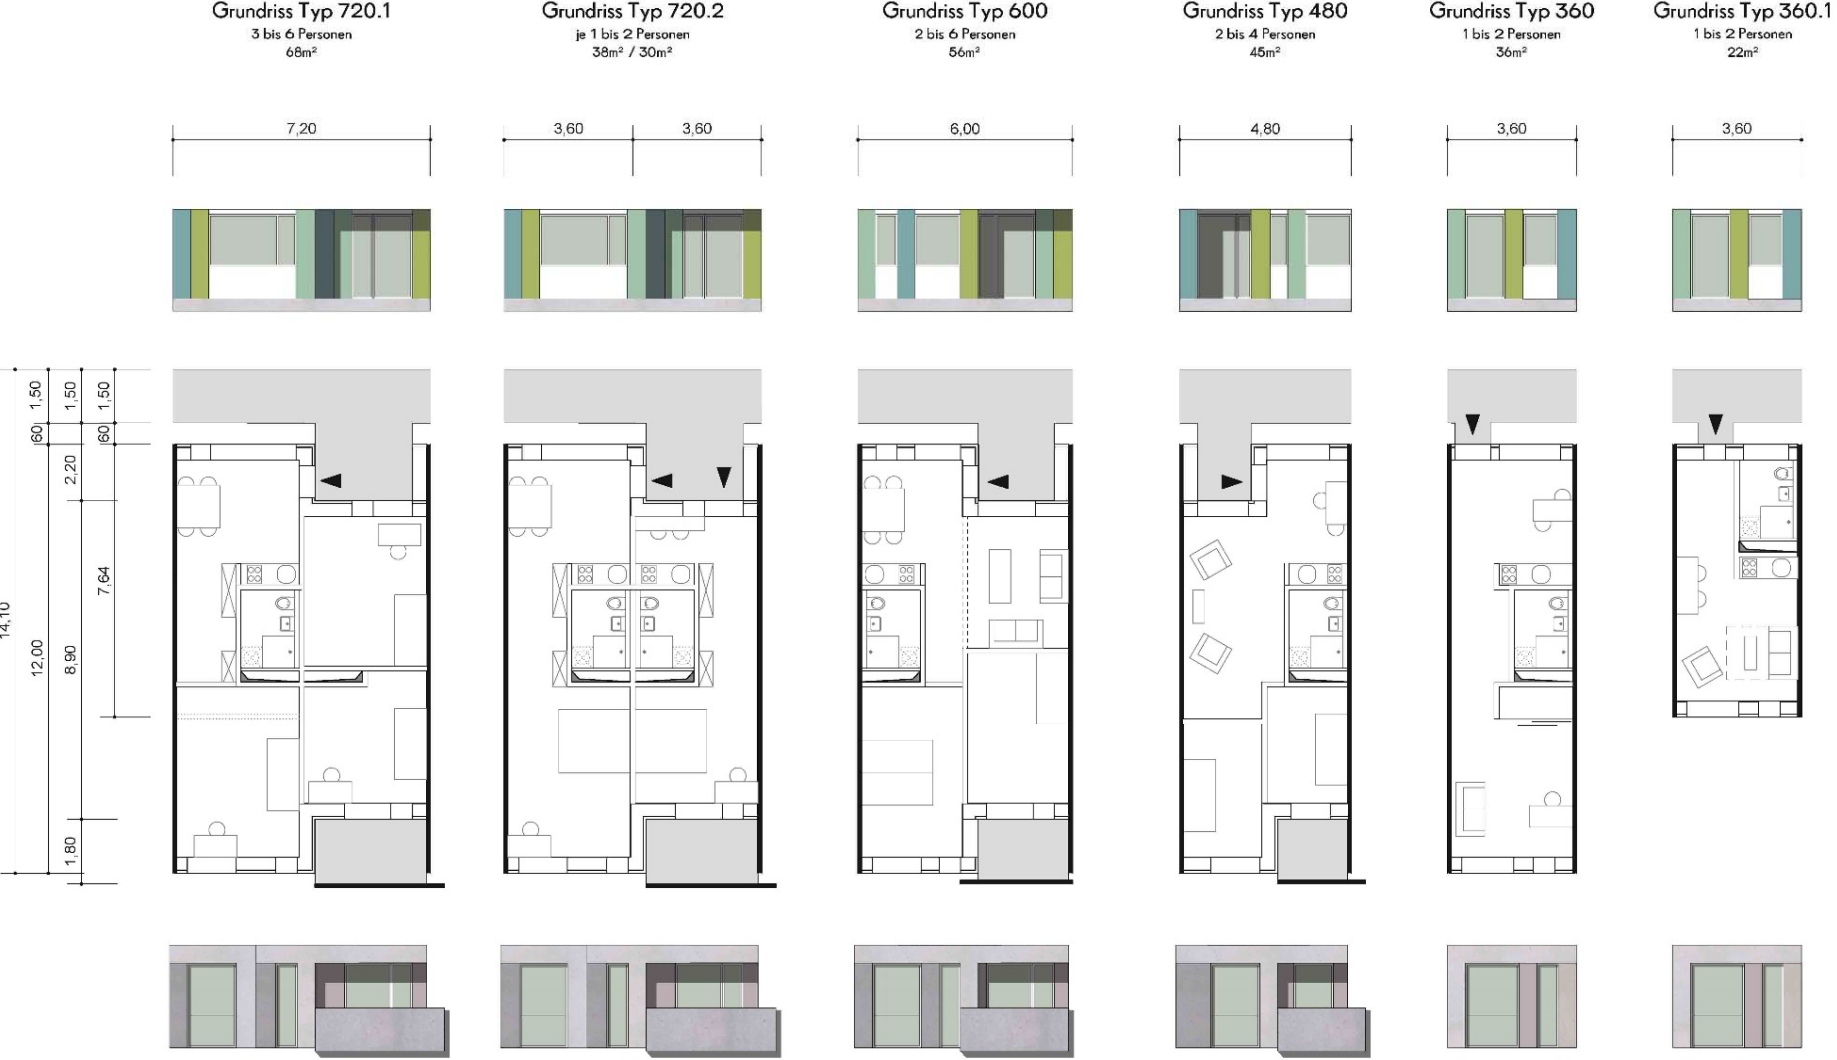 Grundriss Typ 720.1
3 bis 6 Personen
68m²
Grundriss Typ 720.2
je 1 bis 2 Personen
38m² / 30m²
Grundriss Typ 600
2 bis 6 Personen
56m²
Grundriss Typ 480
2 bis 4 Personen
45m²
Grundriss Typ 360
1 bis 2 Personen
36m²
Grundriss Typ 360.1
1 bis 2 Personen
22m²
7,20
3,60
3,60
6,00
4,80
3,60
3,60
1,50
1,50
1,50
60
60
2,20
7,64
14,10
12,00
8,90
1,80